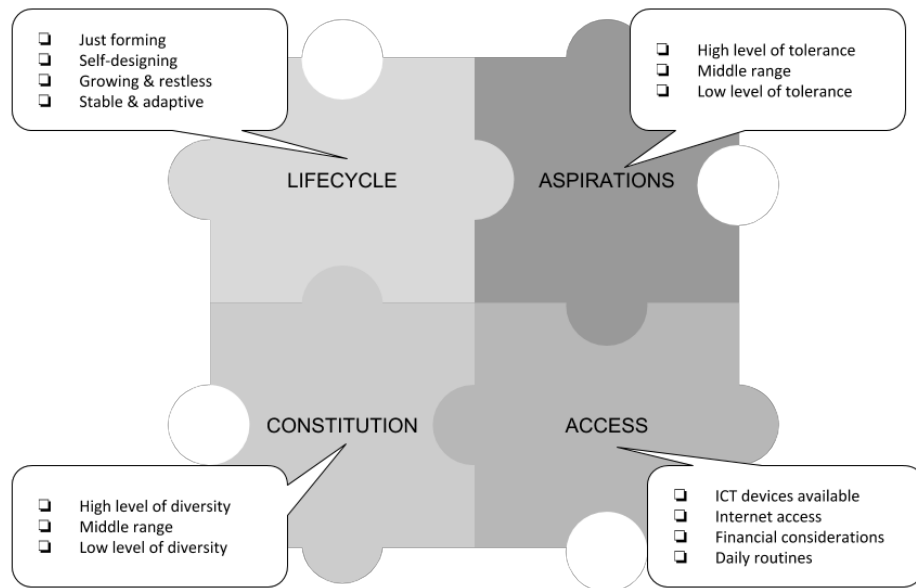 ❑ Just forming
❑ Self-designing
❑ Growing & restless
❑ Stable & adaptive
❑ High level of tolerance
❑ Middle range
❑ Low level of tolerance
LIFECYCLE
ASPIRATIONS
CONSTITUTION
ACCESS
❑ High level of diversity
❑ Middle range
❑ Low level of diversity
❑ ICT devices available
❑ Internet access
❑ Financial considerations
❑ Daily routines